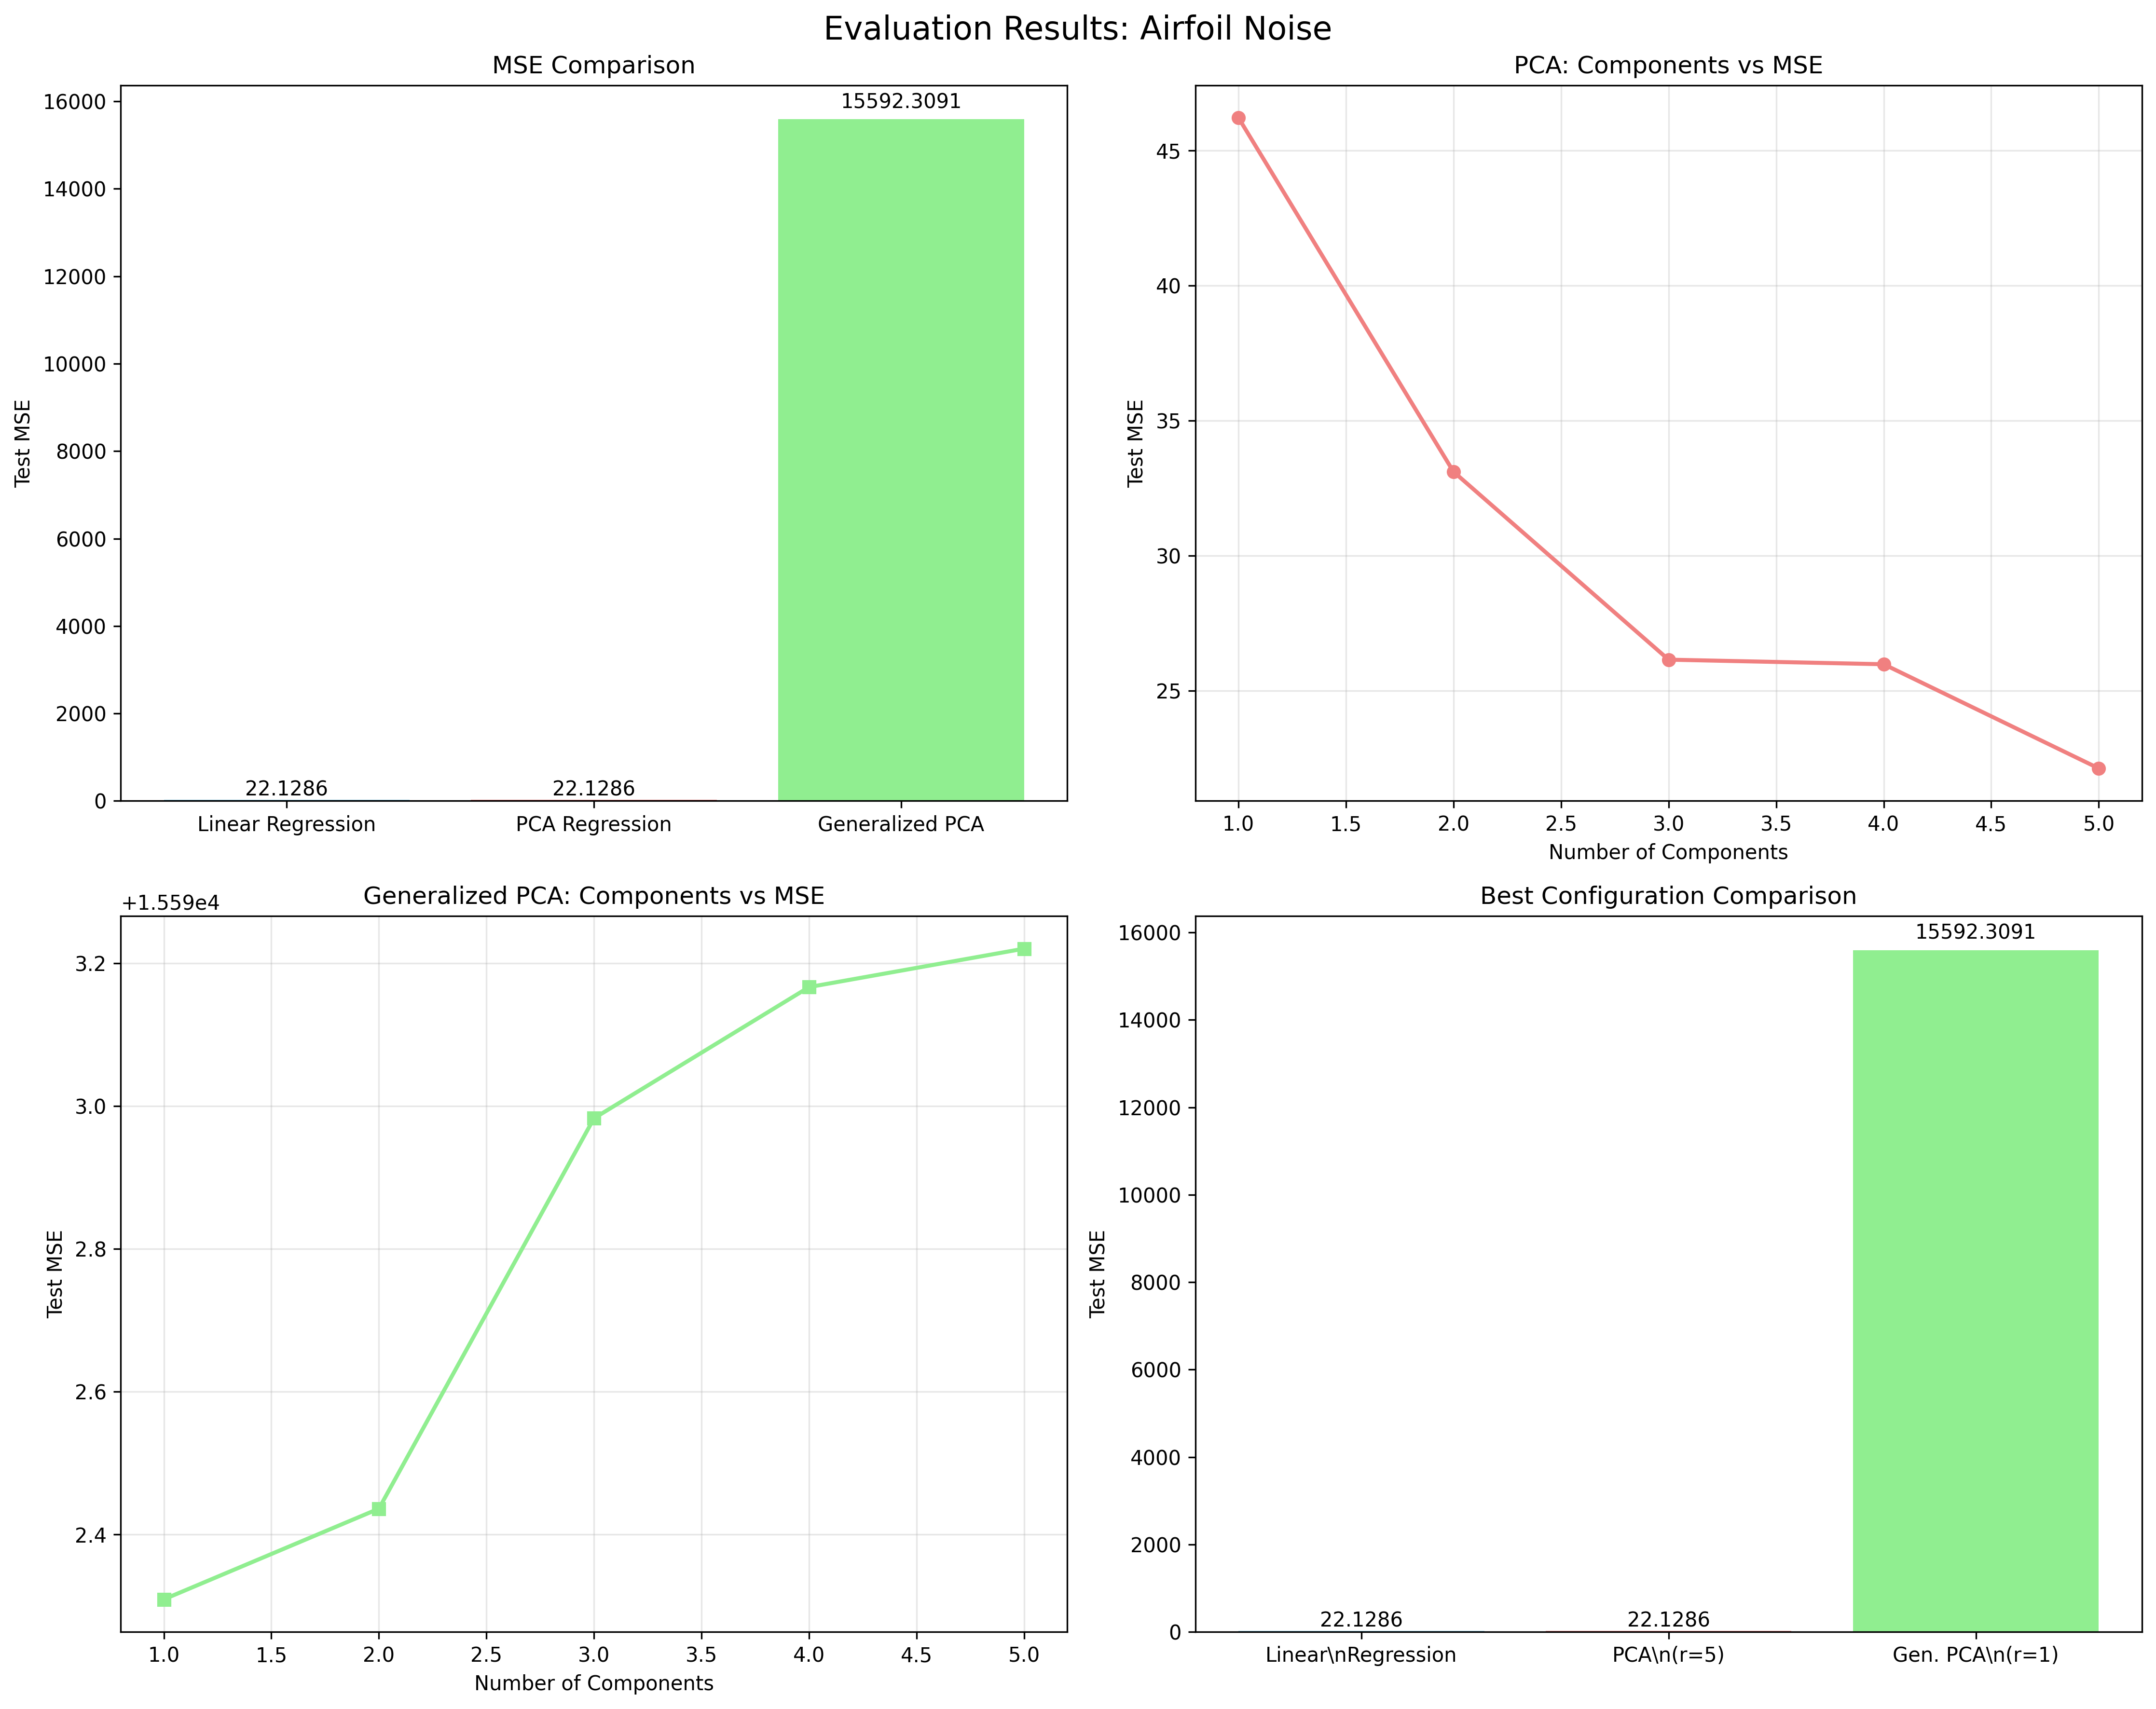 Evaluation Results: Airfoil Noise
MSE Comparison
16000
14000
12000
10000
8000
6000
4000
2000
0
Test MSE
22.1286
22.1286
15592.3091
Linear Regression
PCA Regression
Generalized PCA
PCA: Components vs MSE
45
40
35
30
25
Test MSE
1.0 1.5 2.0 2.5 3.0 3.5 4.0 4.5 5.0
Number of Components
Generalized PCA: Components vs MSE
+1.559e4
3.2
3.0
2.8
2.6
2.4
Test MSE
1.0 1.5 2.0 2.5 3.0 3.5 4.0 4.5 5.0
Number of Components
Best Configuration Comparison
16000
14000
12000
10000
8000
6000
4000
2000
0
Test MSE
22.1286
22.1286
15592.3091
Linear\nRegression
PCA\n(r=5)
Gen. PCA\n(r=1)